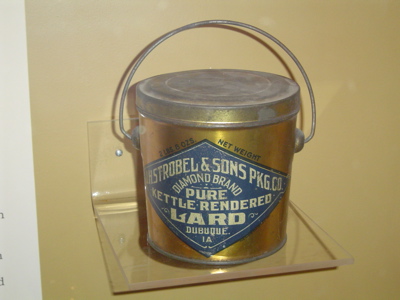 NET WEIGHT
H.STROBEL & SONS PKG.CO.
DIAMOND BRAND
PURE
KETTLE-RENDERED
LARD
DUBUQUE,
IA